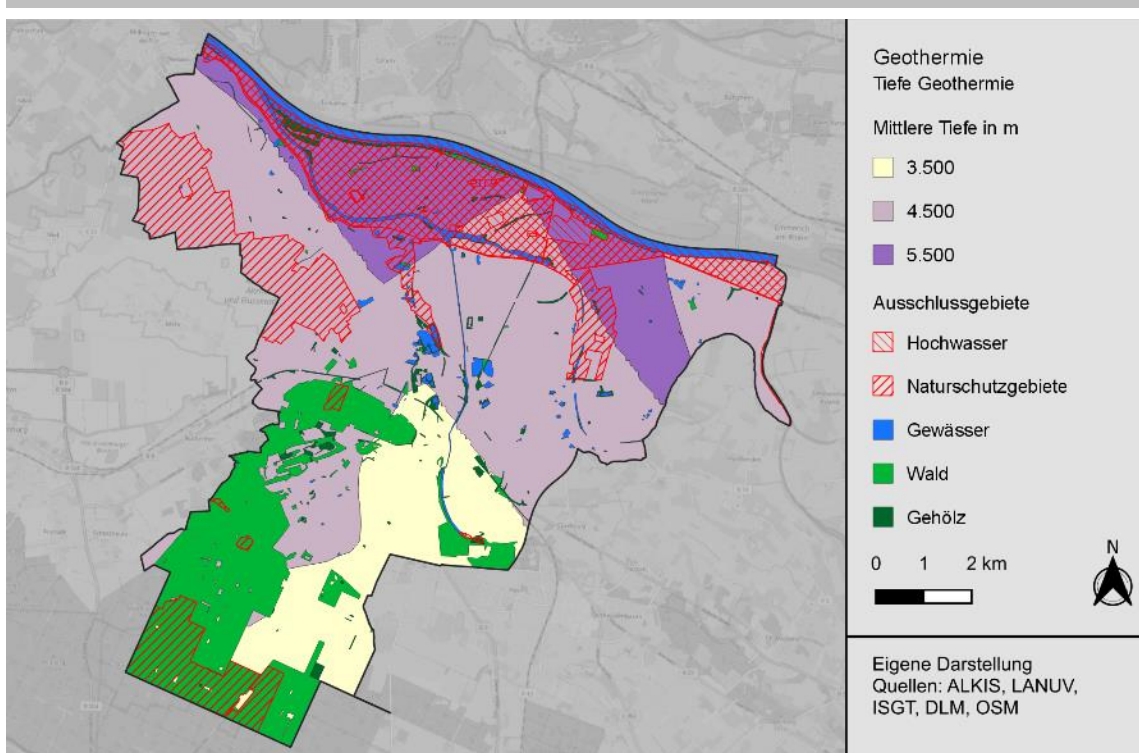 Geothermie
Tiefe Geothermie
Mittlere Tiefe in m
3.500
4.500
5.500
Ausschlussgebiete
Hochwasser
Naturschutzgebiete
Gewässer
Wald
Gehölz
0 1 2 km
N
Eigene Darstellung
Quellen: ALKIS, LANUV,
ISGT, DLM, OSM